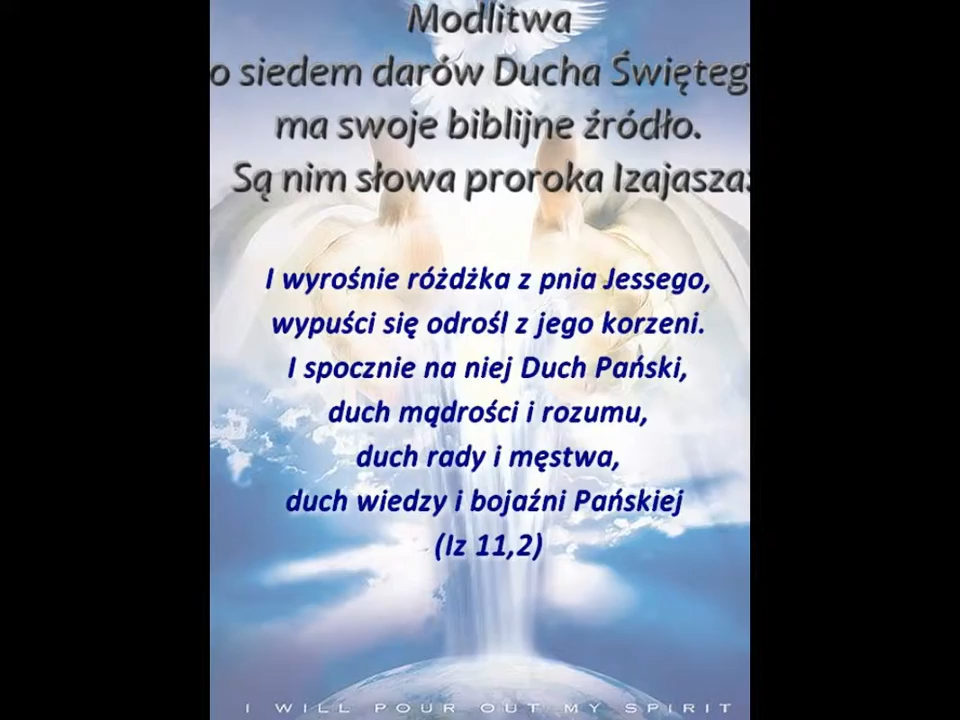 Modlitwa
o siedem darów Ducha Święteg
ma swoje biblijne źródło.
Są nim słowa proroka Izajasza:
I wyrośnie różdżka z pnia Jessego,
wypuści się odrośl z jego korzeni.
I spocznie na niej Duch Pański,
duch mądrości i rozumu,
duch rady i męstwa,
duch wiedzy i bojaźni Pańskiej
(Iz 11,2)
I WILL POUR OUT MY SPIRIT